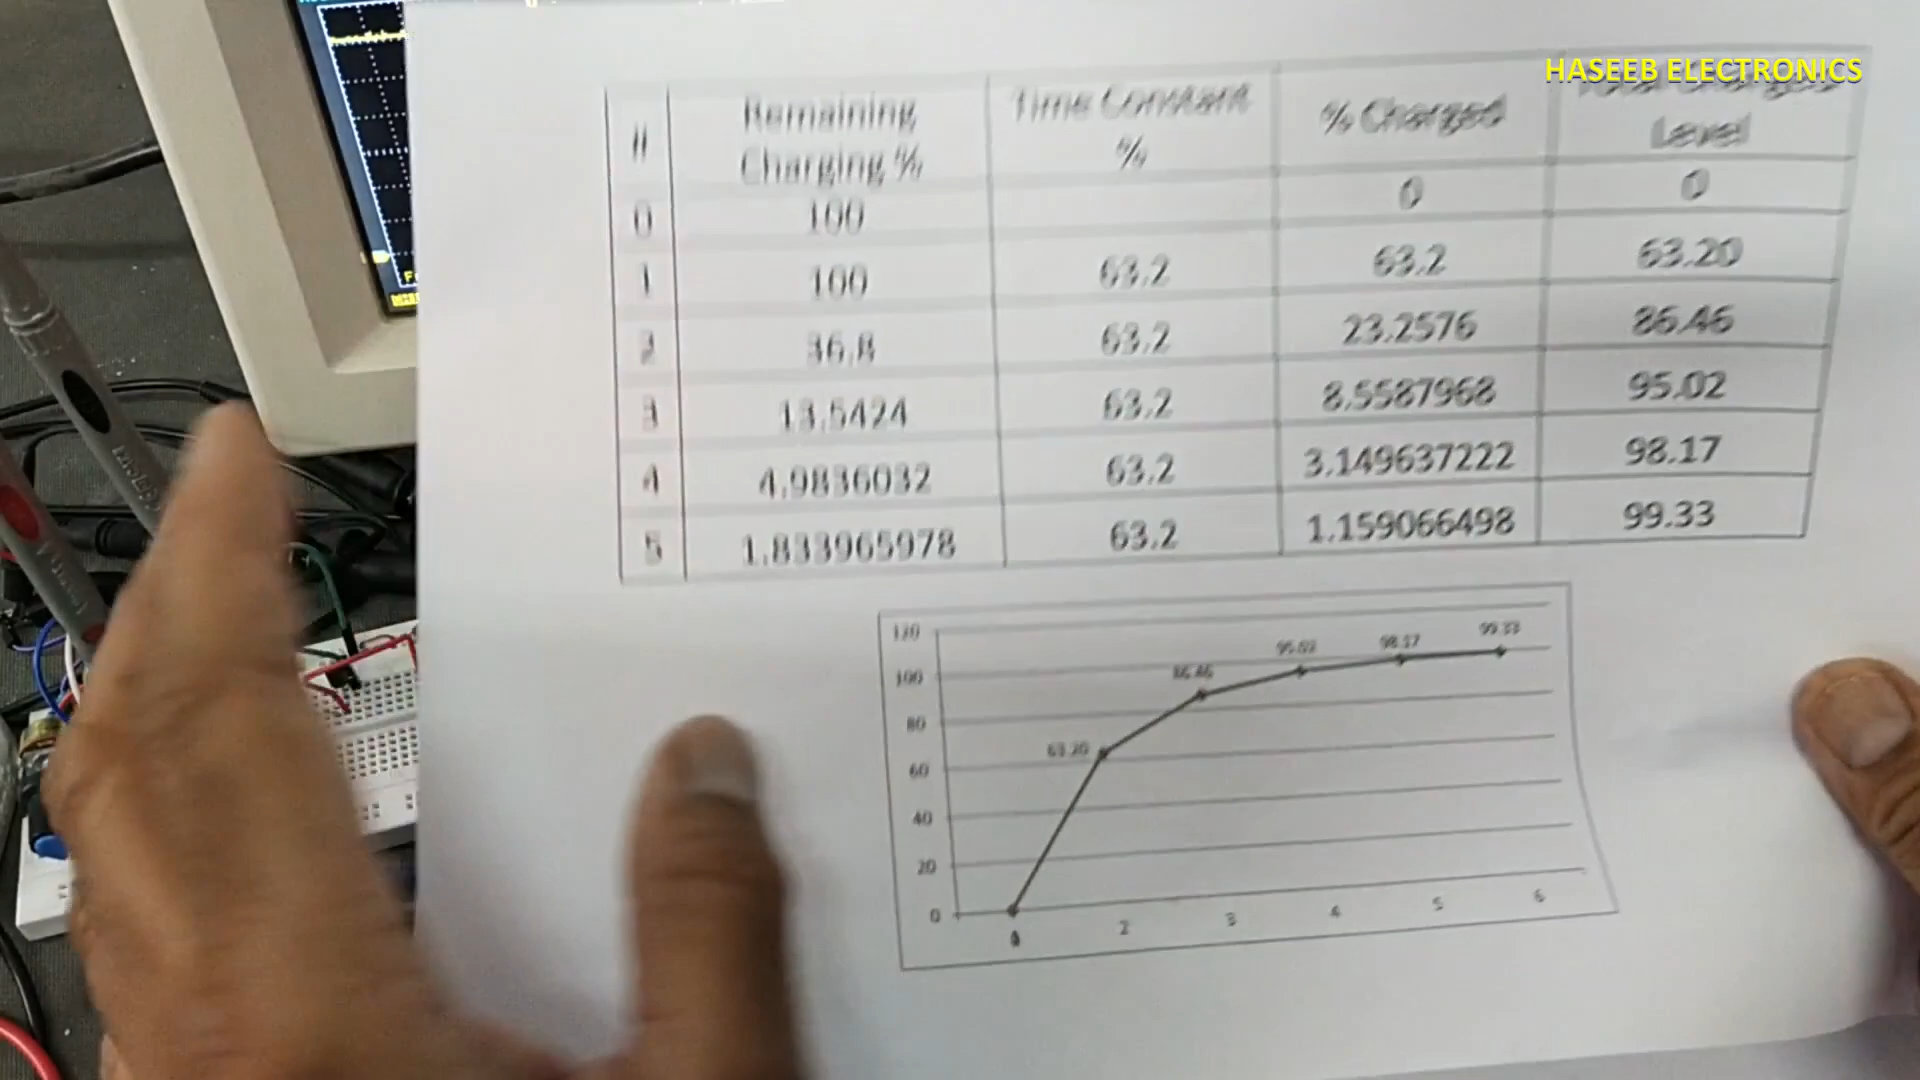 HASEEB ELECTRONICS
# Remaining Charging % Time Constant % % Charged Level
0 100 0 0
1 100 63.2 63.2 63.20
2 36.8 63.2 23.2576 86.46
3 13.5424 63.2 8.5587968 95.02
4 4.9836032 63.2 3.149637222 98.17
5 1.833965978 63.2 1.159066498 99.33
120
100
80
60
40
20
0
63.20
86.46
95.02
98.17
99.33
2 3 4 5 6